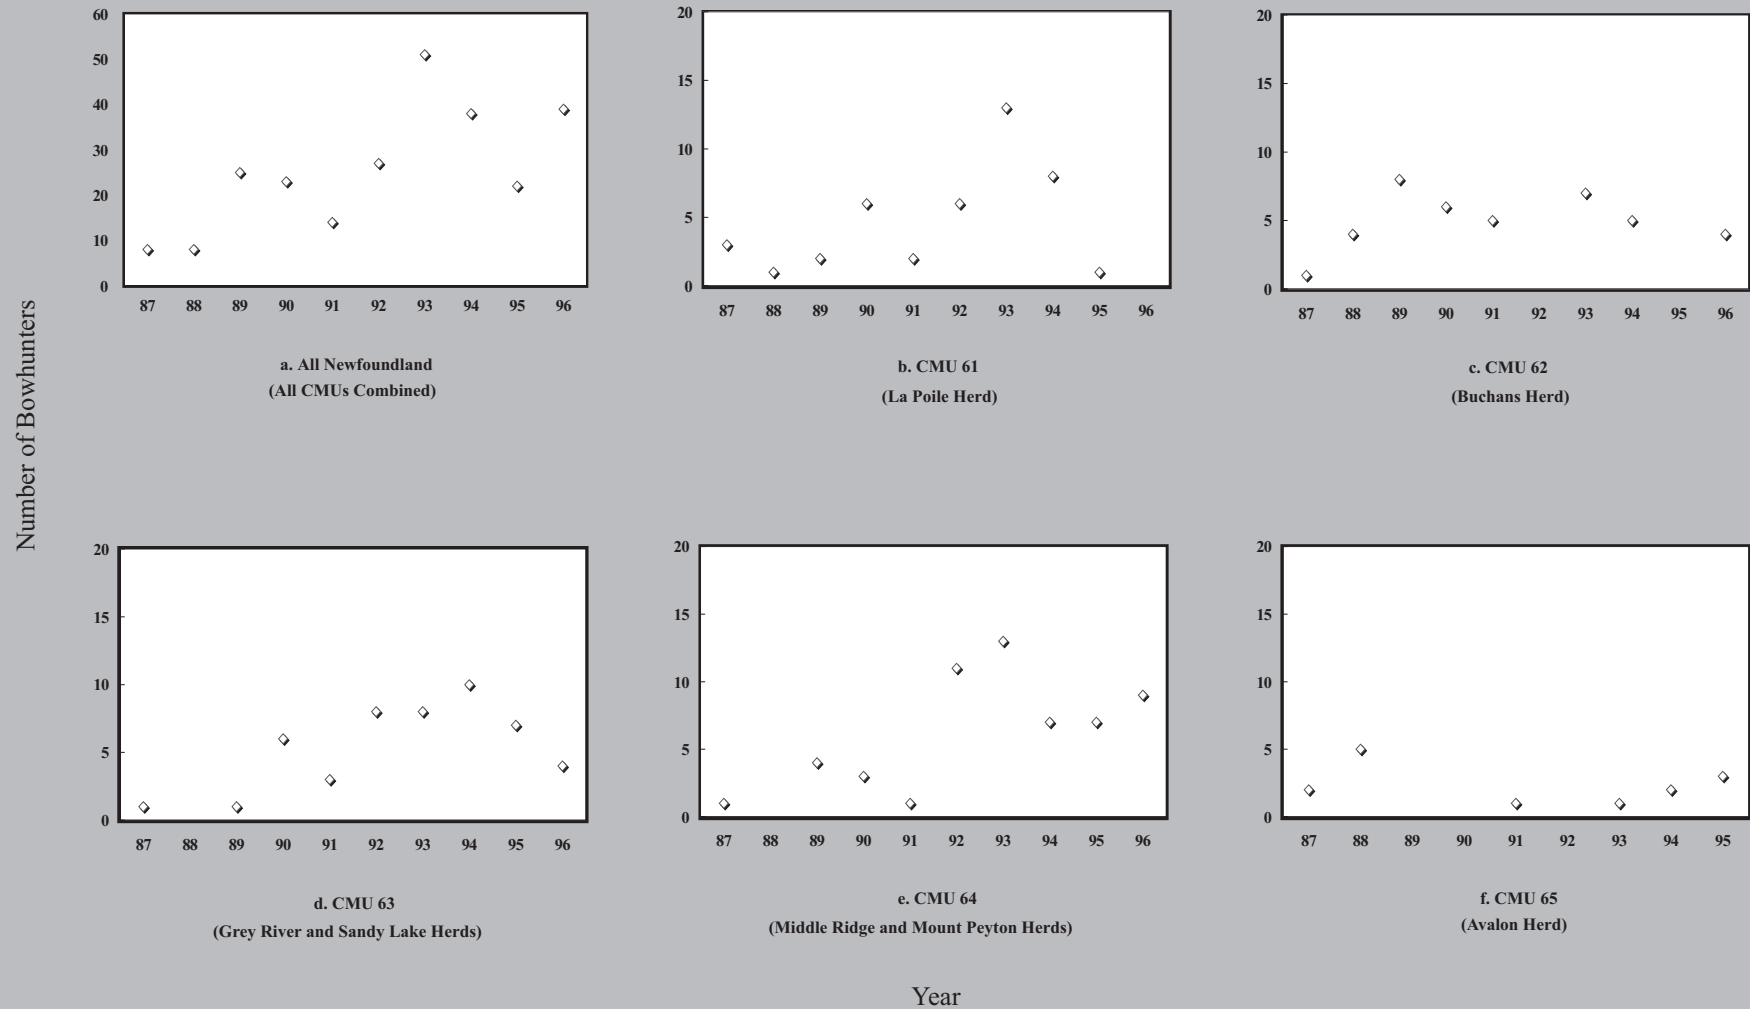 Number of Bowhunters
60
50
40
30
20
10
0
87 88 89 90 91 92 93 94 95 96
a. All Newfoundland
(All CMUs Combined)
20
15
10
5
0
87 88 89 90 91 92 93 94 95 96
b. CMU 61
(La Poile Herd)
20
15
10
5
0
87 88 89 90 91 92 93 94 95 96
c. CMU 62
(Buchans Herd)
20
15
10
5
0
87 88 89 90 91 92 93 94 95 96
d. CMU 63
(Grey River and Sandy Lake Herds)
20
15
10
5
0
87 88 89 90 91 92 93 94 95 96
e. CMU 64
(Middle Ridge and Mount Peyton Herds)
20
15
10
5
0
87 88 89 90 91 92 93 94 95
f. CMU 65
(Avalon Herd)
Year